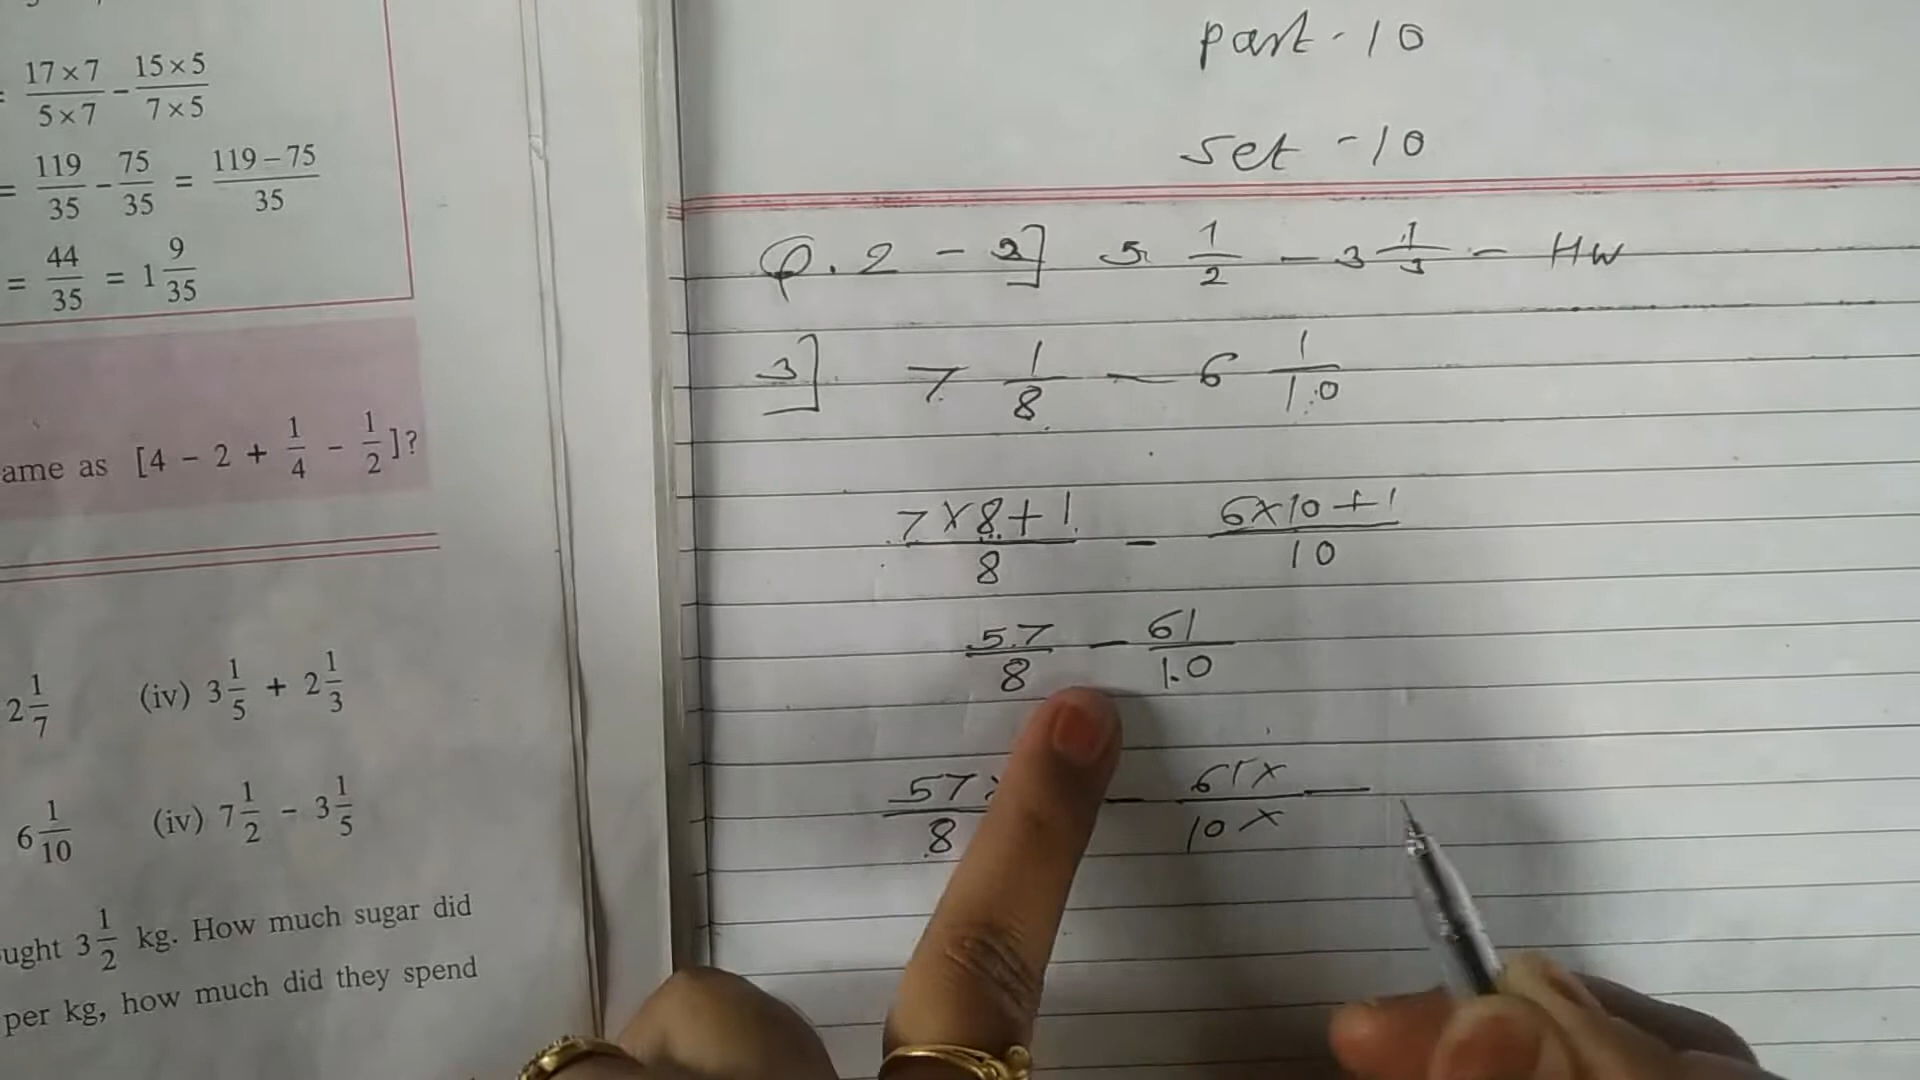 = 17×7/5×7 - 15×5/7×5
= 119/35 - 75/35 = 119-75/35
= 44/35 = 1 9/35
ame as [4 - 2 + 1/4 - 1/2]?
2 1/7 (iv) 3 1/5 + 2 1/3
6 1/10 (iv) 7 1/2 - 3 1/5
ught 3 1/2 kg. How much sugar did
per kg, how much did they spend
part - 10
set - 10
Q.2 - 2] 5 1/2 - 3 1/3 - HW
3] 7 1/8 - 6 1/10
7×8+1/8 - 6×10+1/10
57/8 - 61/10
57/8 - 61×/10× -